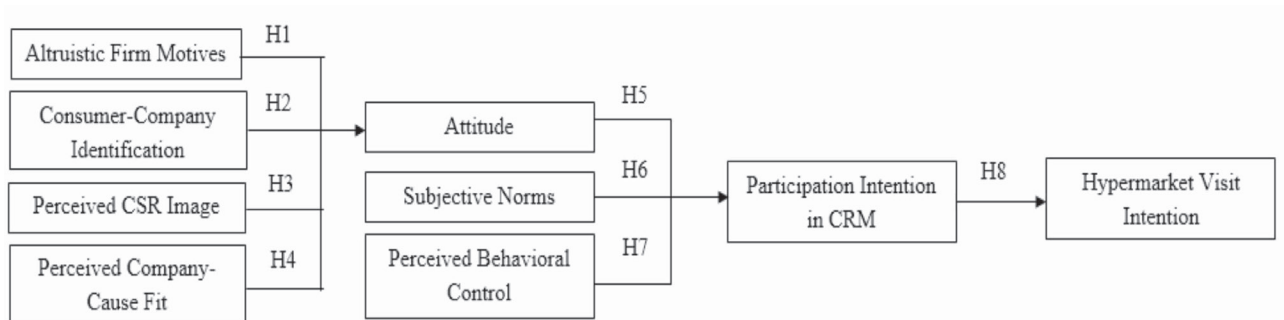 Altruistic Firm Motives
H1
Consumer-Company
Identification
H2
Perceived CSR Image
H3
Perceived Company-
Cause Fit
H4
Attitude
H5
Subjective Norms
H6
Perceived Behavioral
Control
H7
Participation Intention
in CRM
H8
Hypermarket Visit
Intention